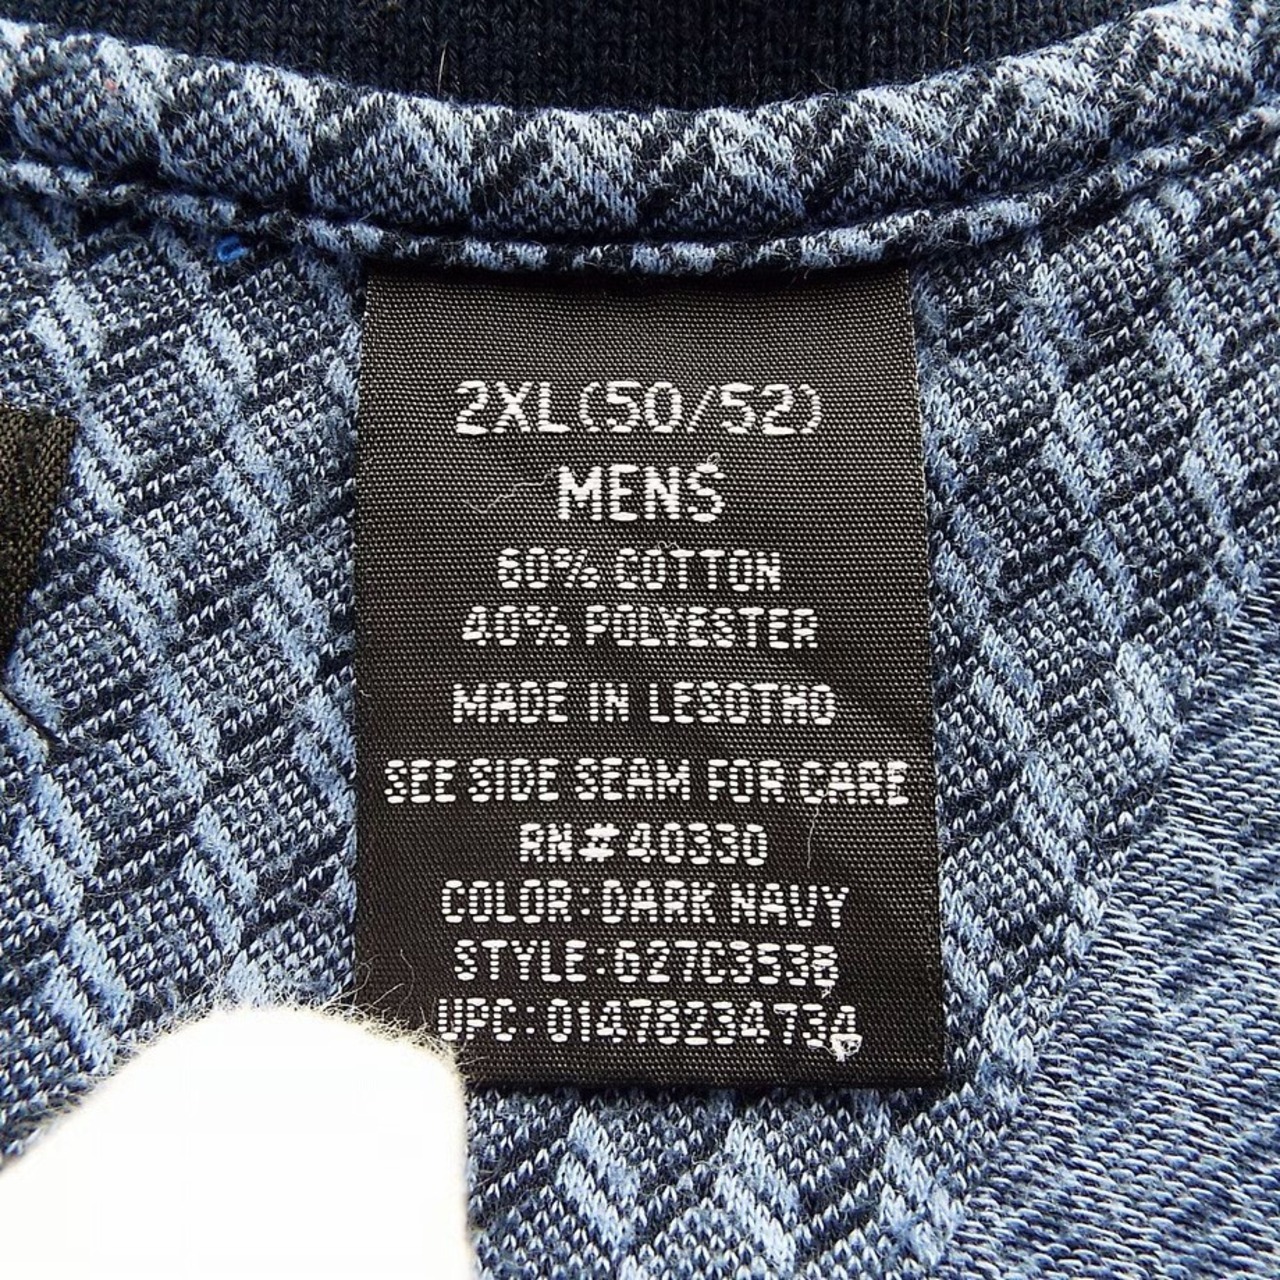 2XL(50/52)
MENS
60% COTTON
40% POLYESTER
MADE IN LESOTHO
SEE SIDE SEAM FOR CARE
RN#40330
COLOR:DARK NAVY
STYLE:627C353B
UPC:01478234734